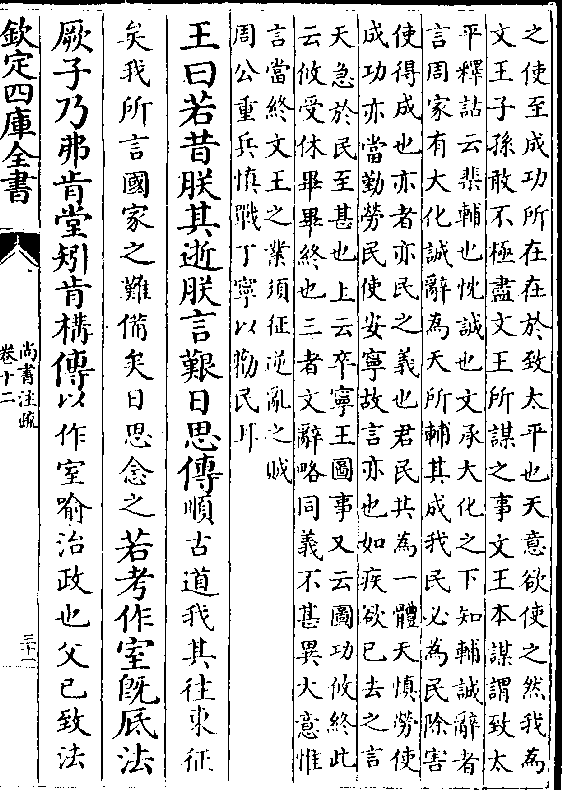 之使至成功所在在於致太平也天意欲使之然我為
文王子孫敢不極盡文王所謀之事文王本謀謂致太
平釋詁云棐輔也忱誠也文承大化之下知輔誠辭者
言周家有大化誠辭為天所輔其成我民必為民除害
使得成也亦者亦民之義也君民共為一體天慎勞使
成功亦當勤勞民使安寧故言亦也如疾欲已去之言
天急於民至甚也上云卒寧王圖事又云圖功攸終此
云攸受休畢畢終也三者文辭略同義不甚異大意惟
言當終文王之業須征逆亂之賊
周公重兵慎戰丁寧以勸民耳
王曰若昔朕其逝朕言艱日思傳順古道我其往東征
矣我所言國家之難備矣日思念之若考作室既厎法
厥子乃弗肯堂矧肯構傳以作室喻治政也父已致法
欽定四庫全書
尚書注疏
卷十二
三十一